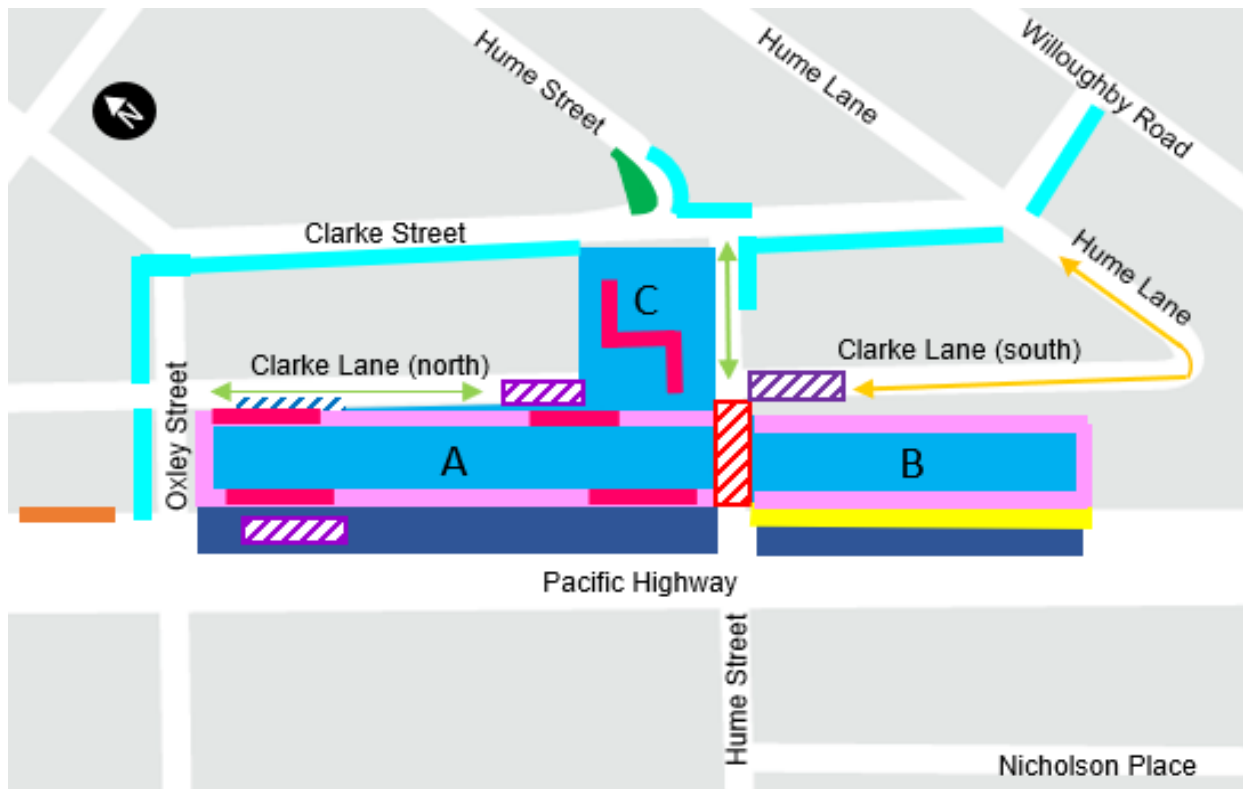 Hume Street
Hume Lane
Willoughby Road
N
Clarke Street
Hume Lane
C
Clarke Lane (north)
Clarke Lane (south)
Oxley Street
A
B
Pacific Highway
Hume Street
Nicholson Place